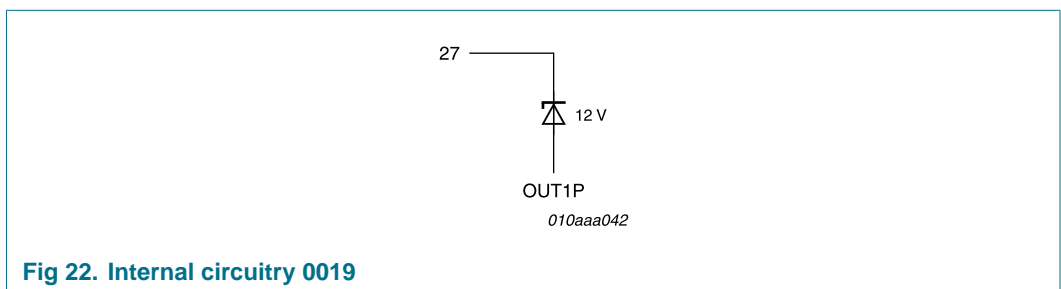 27
12 V
OUT1P
010aaa042
Fig 22. Internal circuitry 0019